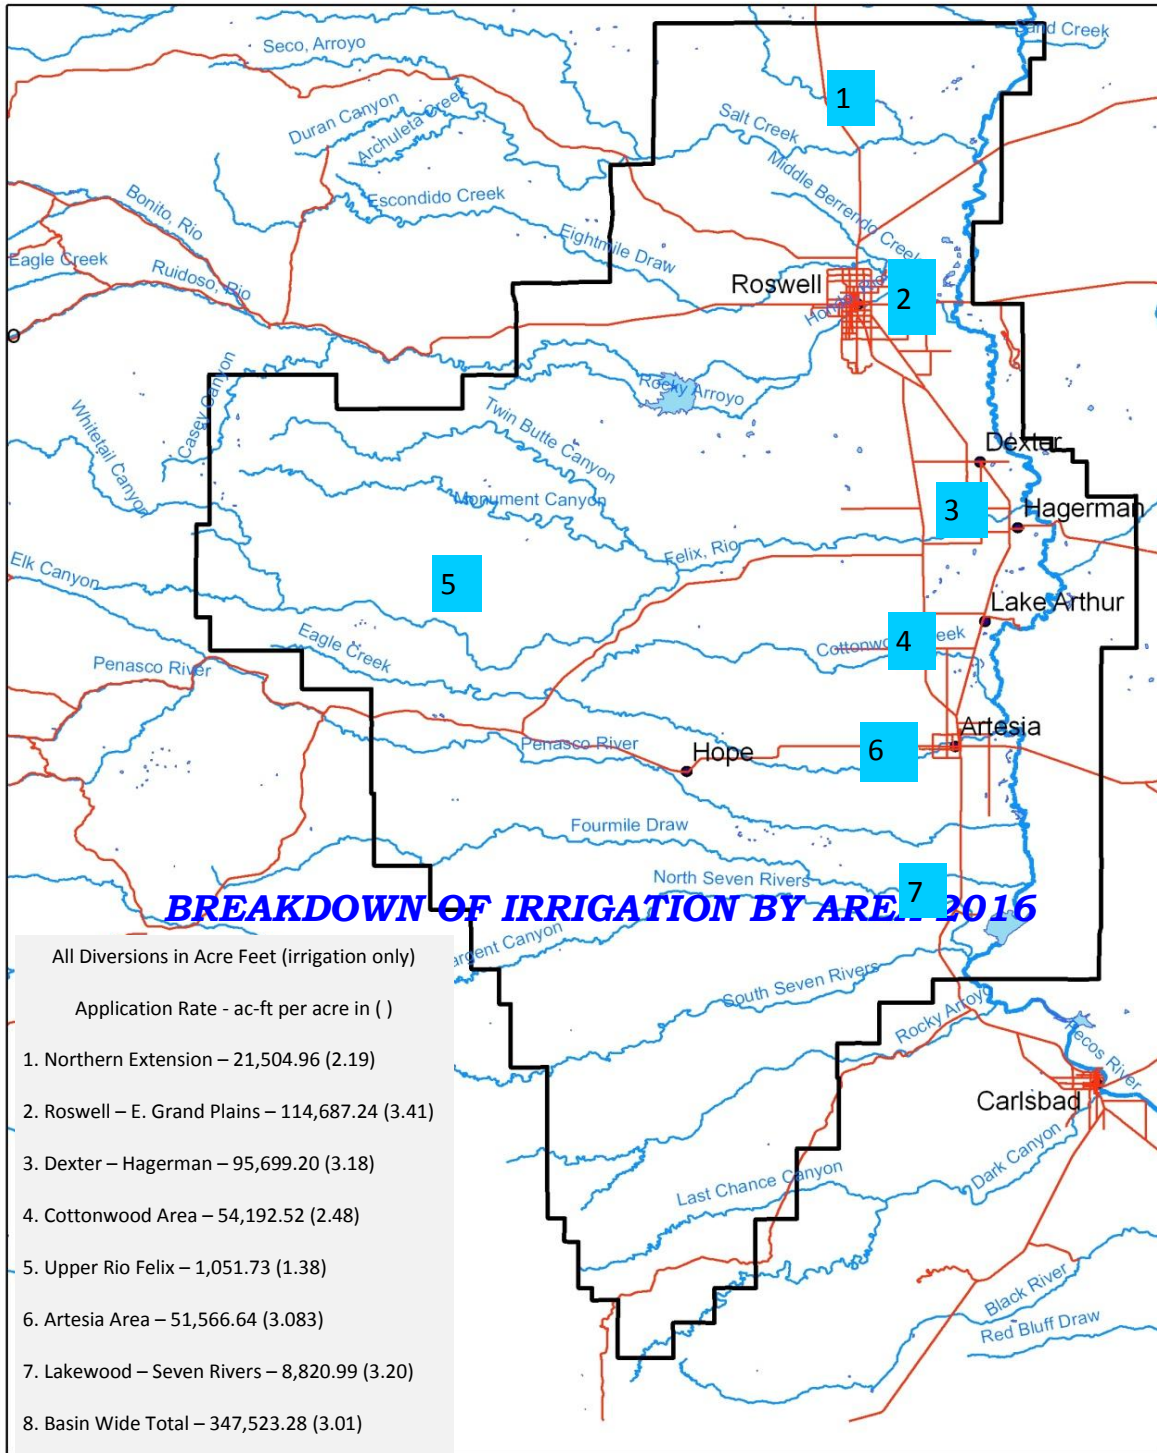 Sand Creek
Seco, Arroyo
1
Duran Canyon
Archuleta Creek
Salt Creek
Middle Berrendo Creek
Escondido Creek
Bonito, Rio
Eightmile Draw
Eagle Creek
Ruidoso, Rio
Roswell
2
Rocky Arroyo
Casey Canyon
Whitetail Canyon
Twin Butte Canyon
Dexter
Monument Canyon
3
Hagerman
Felix, Rio
Elk Canyon
5
Lake Arthur
Eagle Creek
4
Penasco River
Artesia
Penasco River
Hope
6
Fourmile Draw
North Seven Rivers
7
BREAKDOWN OF IRRIGATION BY AREA 2016
All Diversions in Acre Feet (irrigation only)
Application Rate - ac-ft per acre in ( )
1. Northern Extension – 21,504.96 (2.19)
2. Roswell – E. Grand Plains – 114,687.24 (3.41)
3. Dexter – Hagerman – 95,699.20 (3.18)
4. Cottonwood Area – 54,192.52 (2.48)
5. Upper Rio Felix – 1,051.73 (1.38)
6. Artesia Area – 51,566.64 (3.083)
7. Lakewood – Seven Rivers – 8,820.99 (3.20)
8. Basin Wide Total – 347,523.28 (3.01)
Canyon
South Seven Rivers
Rocky Arroyo
Pecos River
Carlsbad
Dark Canyon
Last Chance Canyon
Black River
Red Bluff Draw